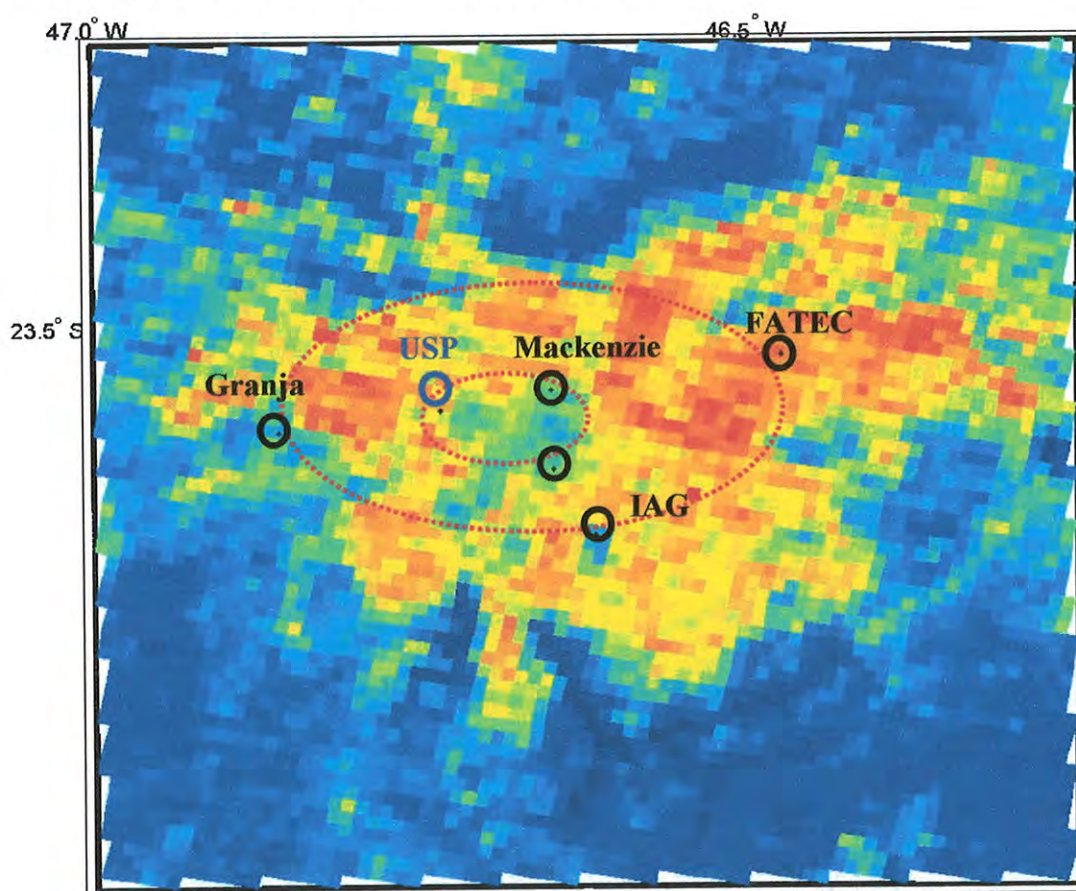 47.0° W
46.5° W
23.5° S
FATEC
USP
Mackenzie
Granja
IAG